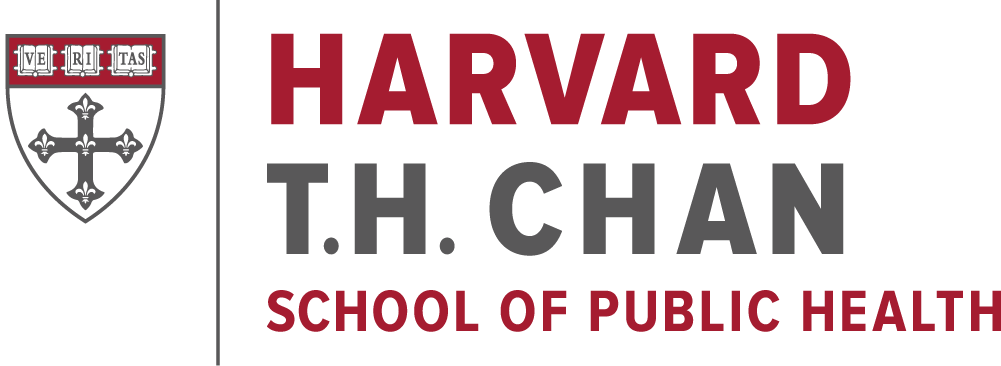 VE RI TAS
HARVARD
T.H. CHAN
SCHOOL OF PUBLIC HEALTH